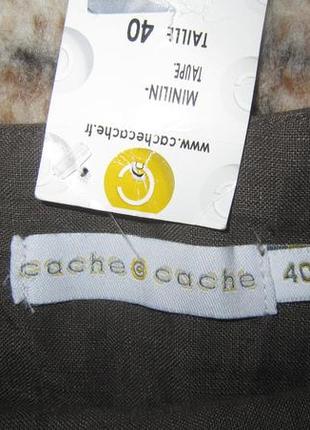 TAILLE: 40
MINILIN-
TAUPE:
www.cachecache.fr
cache cache
40